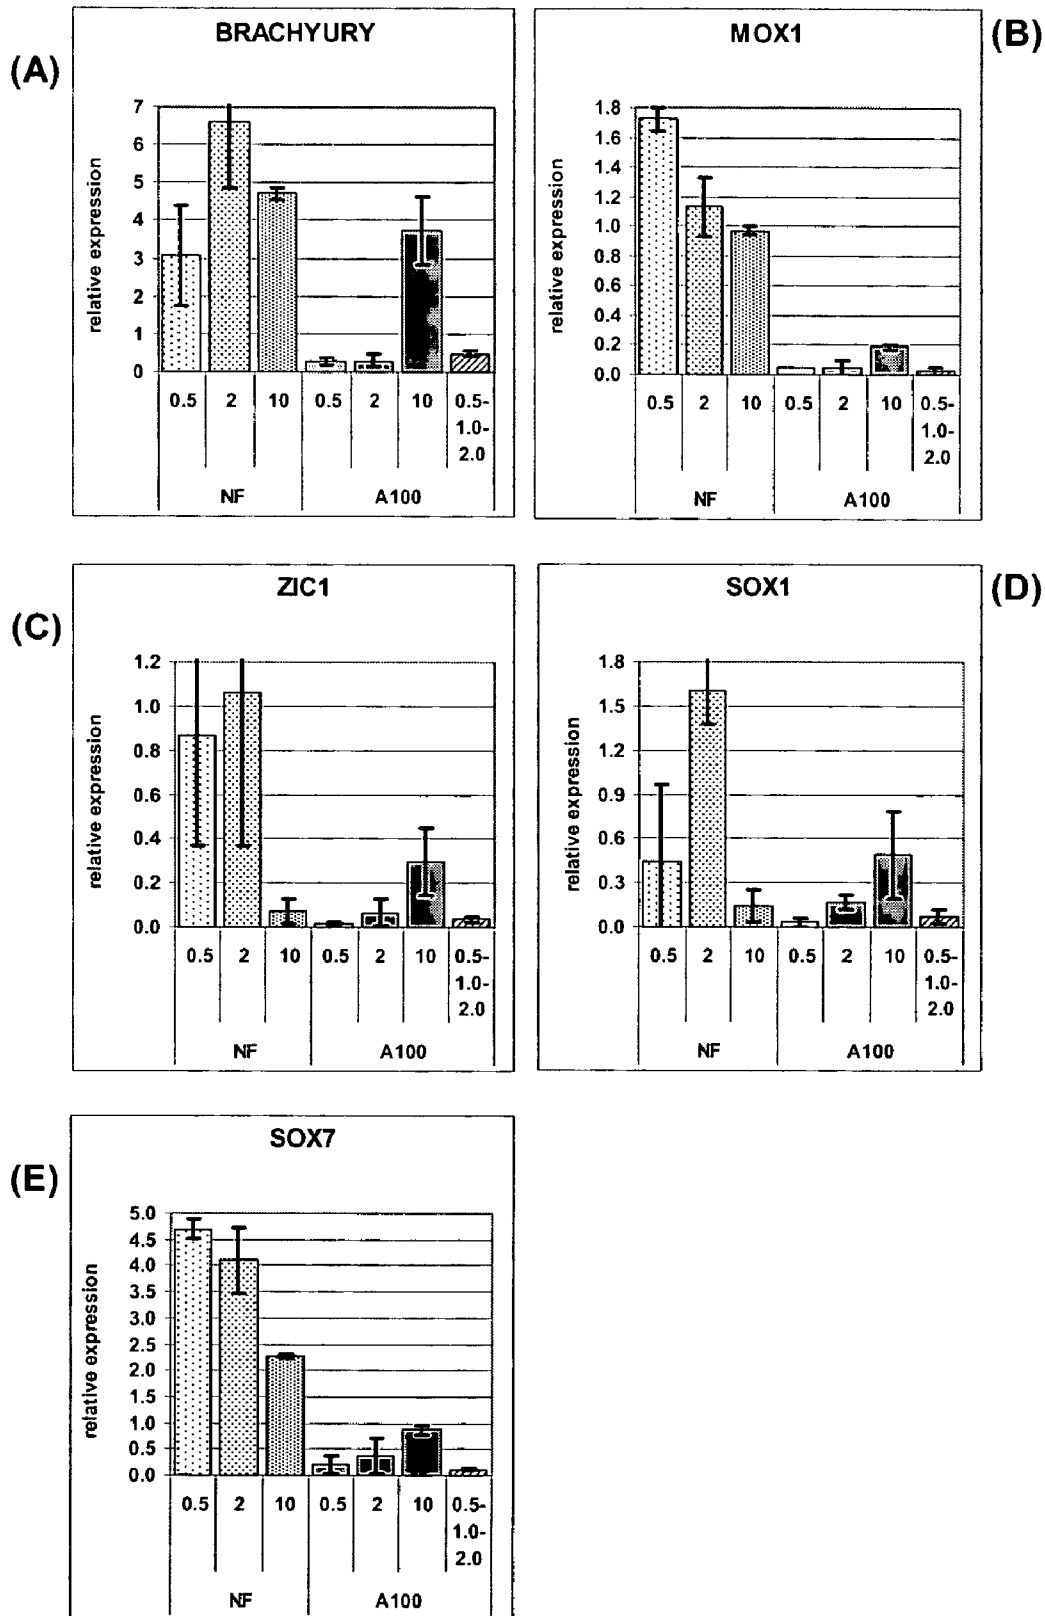 BRACHYURY
(A)
7
6
5
4
3
2
1
0
relative expression
0.5 2 10 0.5 2 10 0.5-
1.0-
2.0
NF A100
MOX1
(B)
1.8
1.6
1.4
1.2
1.0
0.8
0.6
0.4
0.2
0.0
relative expression
0.5 2 10 0.5 2 10 0.5-
1.0-
2.0
NF A100
ZIC1
(C)
1.2
1.0
0.8
0.6
0.4
0.2
0.0
relative expression
0.5 2 10 0.5 2 10 0.5-
1.0-
2.0
NF A100
SOX1
(D)
1.8
1.5
1.2
0.9
0.6
0.3
0.0
relative expression
0.5 2 10 0.5 2 10 0.5-
1.0-
2.0
NF A100
SOX7
(E)
5.0
4.5
4.0
3.5
3.0
2.5
2.0
1.5
1.0
0.5
0.0
relative expression
0.5 2 10 0.5 2 10 0.5-
1.0-
2.0
NF A100